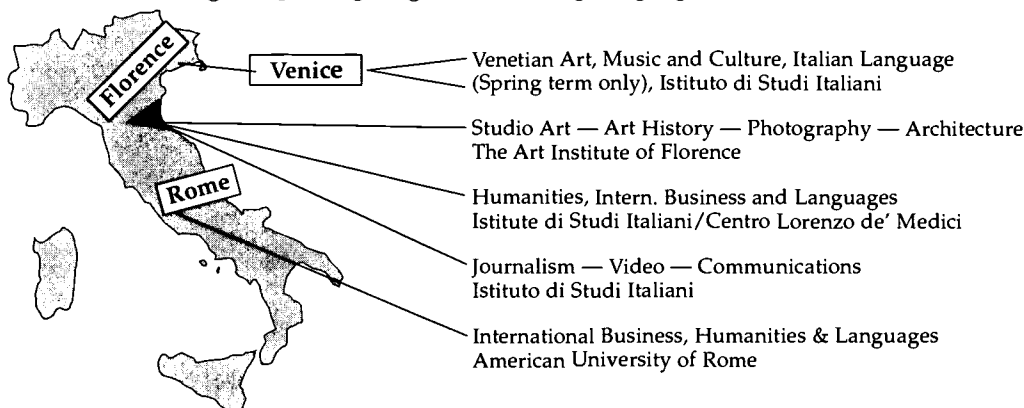 Florence
Venice
Rome
Venetian Art, Music and Culture, Italian Language
(Spring term only), Istituto di Studi Italiani
Studio Art — Art History — Photography — Architecture
The Art Institute of Florence
Humanities, Intern. Business and Languages
Istitute di Studi Italiani/Centro Lorenzo de' Medici
Journalism — Video — Communications
Istituto di Studi Italiani
International Business, Humanities & Languages
American University of Rome